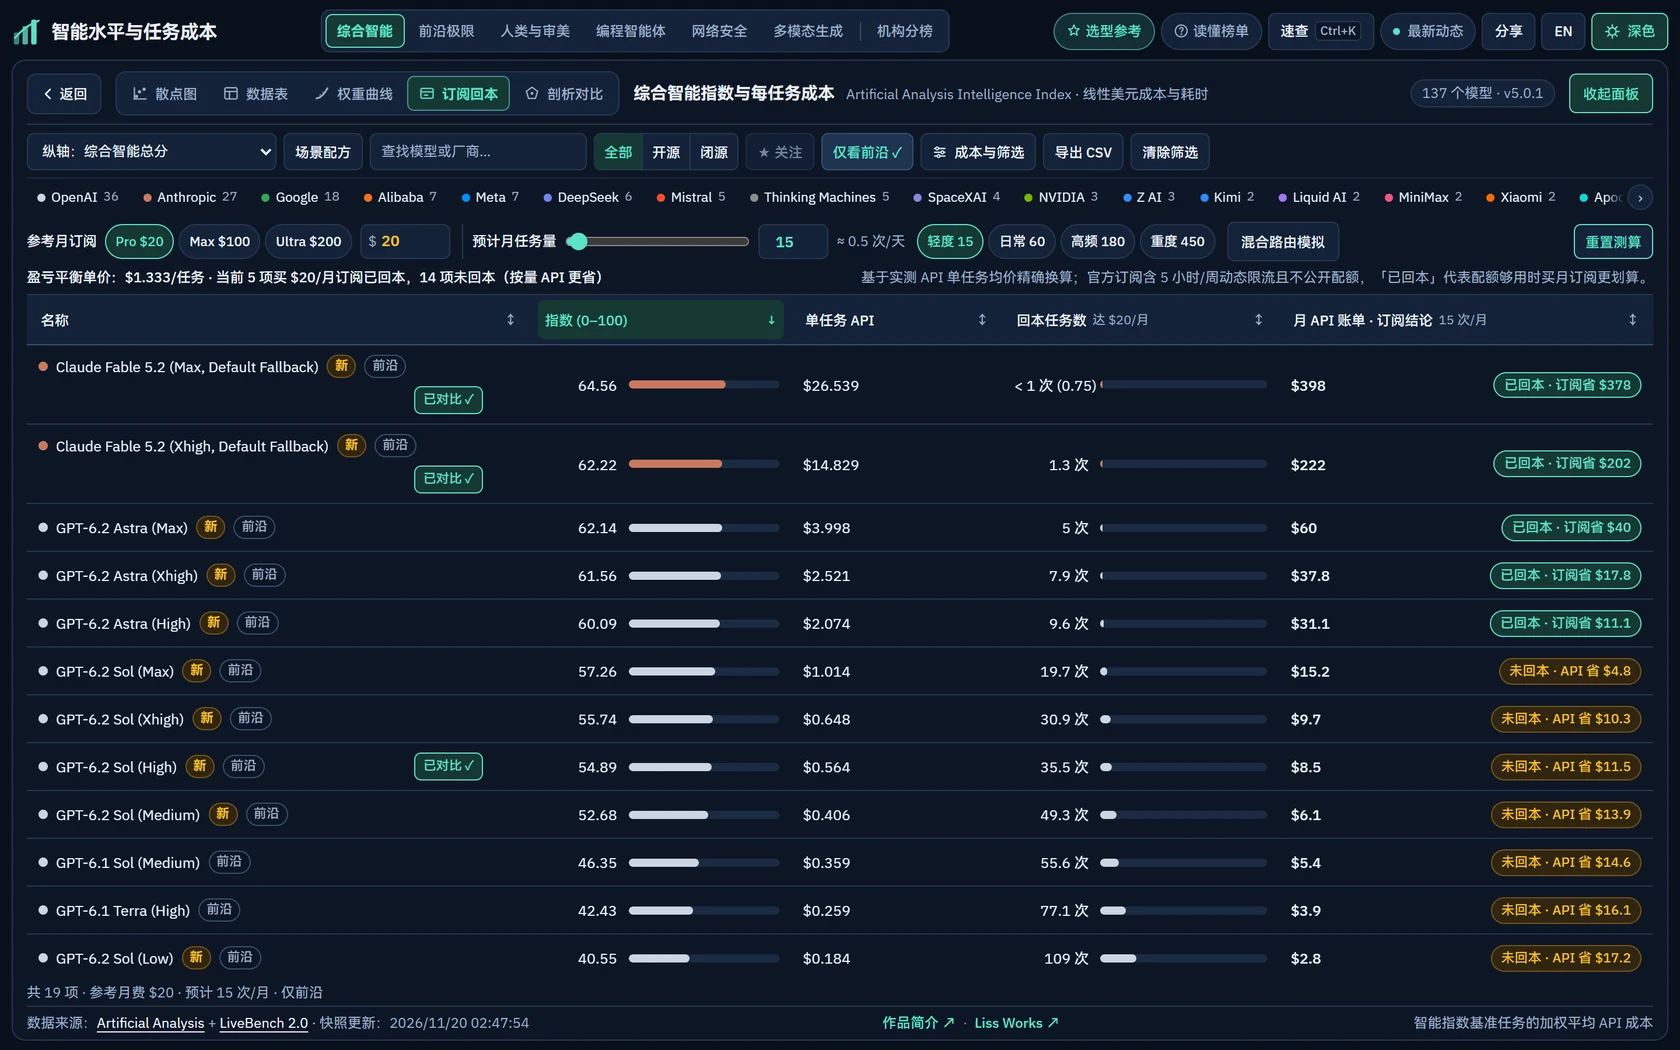 智能水平与任务成本
综合智能 前沿极限 人类与审美 编程智能体 网络安全 多模态生成 机构分榜
选型参考 读懂榜单 速查 Ctrl+K 最新动态 分享 EN 深色
返回 散点图 数据表 权重曲线 订阅回本 剖析对比 综合智能指数与每任务成本 Artificial Analysis Intelligence Index · 线性美元成本与耗时 137 个模型 · v5.0.1 收起面板
纵轴：综合智能总分 场景配方 查找模型或厂商... 全部 开源 闭源 ★ 关注 仅看前沿 ✓ 成本与筛选 导出 CSV 清除筛选
OpenAI 36 Anthropic 27 Google 18 Alibaba 7 Meta 7 DeepSeek 6 Mistral 5 Thinking Machines 5 SpaceXAI 4 NVIDIA 3 Z AI 3 Kimi 2 Liquid AI 2 MiniMax 2 Xiaomi 2
参考月订阅 Pro $20 Max $100 Ultra $200 $ 20 预计月任务量 15 ≈ 0.5 次/天 轻度 15 日常 60 高频 180 重度 450 混合路由模拟 重置测算
盈亏平衡单价：$1.333/任务 · 当前 5 项买 $20/月订阅已回本，14 项未回本（按量 API 更省） 基于实测 API 单任务均价精确换算；官方订阅含 5 小时/周动态限流且不公开配额，「已回本」代表配额够用时买月订阅更划算。
名称 指数 (0–100) ↓ 单任务 API 回本任务数 达 $20/月 月 API 账单 · 订阅结论 15 次/月
Claude Fable 5.2 (Max, Default Fallback) 新 前沿 已对比 ✓ 64.56 $26.539 < 1 次 (0.75) $398 已回本 · 订阅省 $378
Claude Fable 5.2 (Xhigh, Default Fallback) 新 前沿 已对比 ✓ 62.22 $14.829 1.3 次 $222 已回本 · 订阅省 $202
GPT-6.2 Astra (Max) 新 前沿 62.14 $3.998 5 次 $60 已回本 · 订阅省 $40
GPT-6.2 Astra (Xhigh) 新 前沿 61.56 $2.521 7.9 次 $37.8 已回本 · 订阅省 $17.8
GPT-6.2 Astra (High) 新 前沿 60.09 $2.074 9.6 次 $31.1 已回本 · 订阅省 $11.1
GPT-6.2 Sol (Max) 新 前沿 57.26 $1.014 19.7 次 $15.2 未回本 · API 省 $4.8
GPT-6.2 Sol (Xhigh) 新 前沿 55.74 $0.648 30.9 次 $9.7 未回本 · API 省 $10.3
GPT-6.2 Sol (High) 新 前沿 已对比 ✓ 54.89 $0.564 35.5 次 $8.5 未回本 · API 省 $11.5
GPT-6.2 Sol (Medium) 新 前沿 52.68 $0.406 49.3 次 $6.1 未回本 · API 省 $13.9
GPT-6.1 Sol (Medium) 前沿 46.35 $0.359 55.6 次 $5.4 未回本 · API 省 $14.6
GPT-6.1 Terra (High) 前沿 42.43 $0.259 77.1 次 $3.9 未回本 · API 省 $16.1
GPT-6.2 Sol (Low) 新 前沿 40.55 $0.184 109 次 $2.8 未回本 · API 省 $17.2
共 19 项 · 参考月费 $20 · 预计 15 次/月 · 仅前沿
数据来源：Artificial Analysis + LiveBench 2.0 · 快照更新：2026/11/20 02:47:54 作品简介 ↗ · Liss Works ↗ 智能指数基准任务的加权平均 API 成本